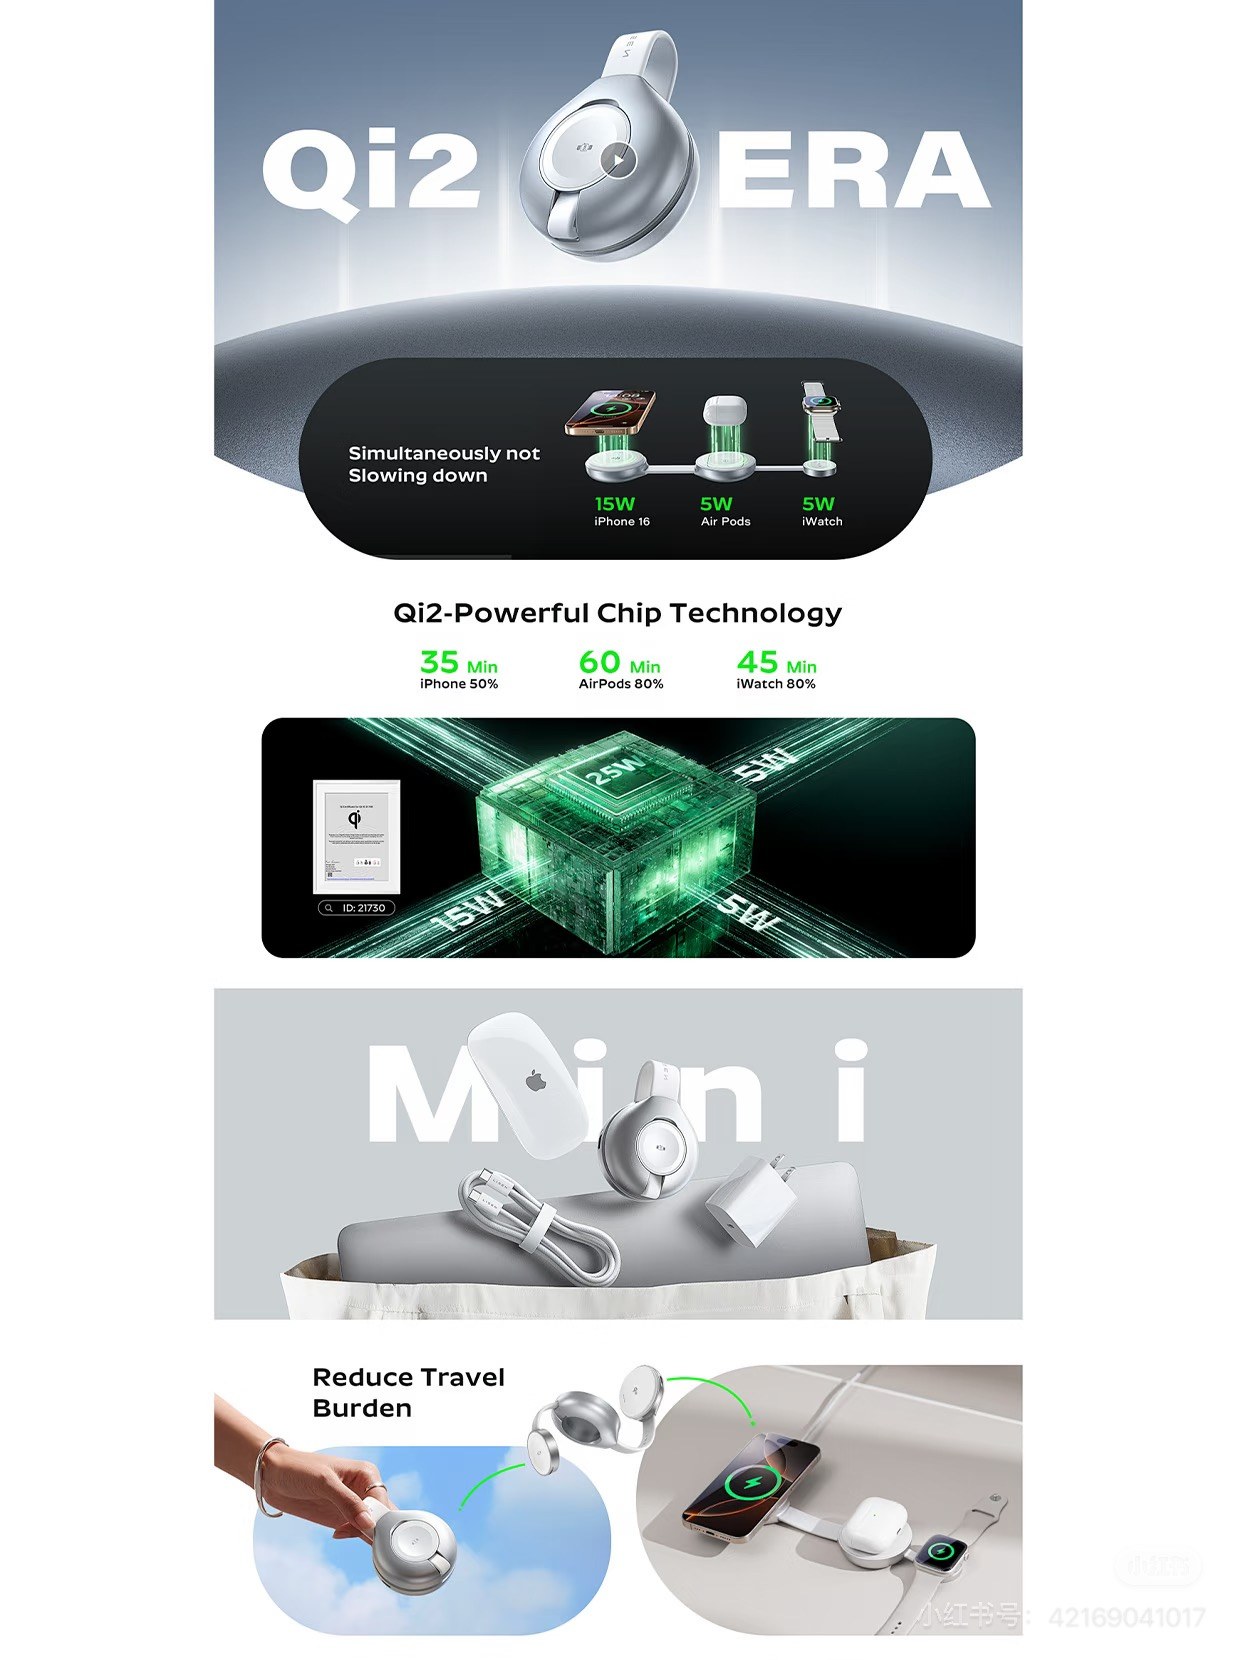 Qi2 ERA
Simultaneously not
Slowing down
15W
iPhone 16
5W
Air Pods
5W
iWatch
Qi2-Powerful Chip Technology
35 Min
iPhone 50%
60 Min
AirPods 80%
45 Min
iWatch 80%
25W
5W
15W
5W
qi
ID: 21730
Mini
Reduce Travel
Burden
小红书号: 42169041017